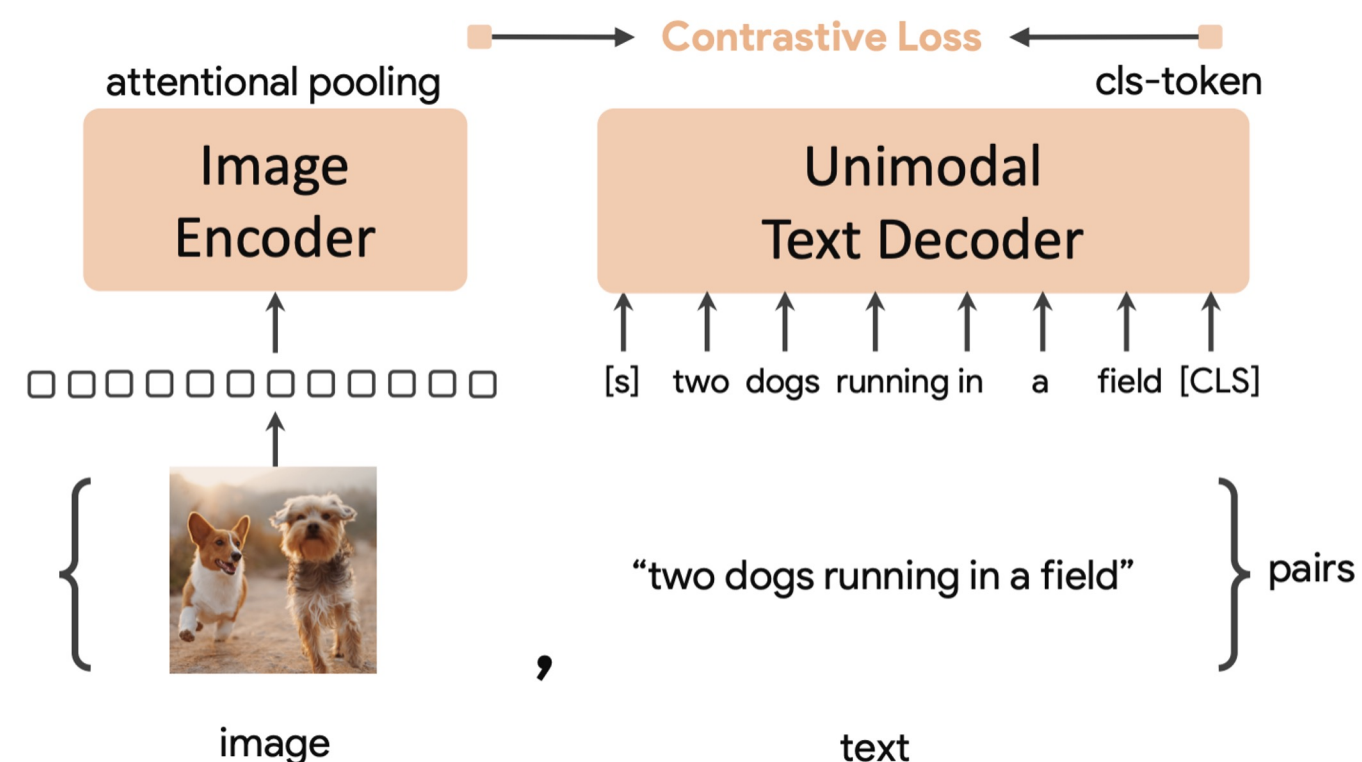 Contrastive Loss
attentional pooling
cls-token
Image
Encoder
Unimodal
Text Decoder
[s] two dogs running in a field [CLS]
“two dogs running in a field”
pairs
,
image
text